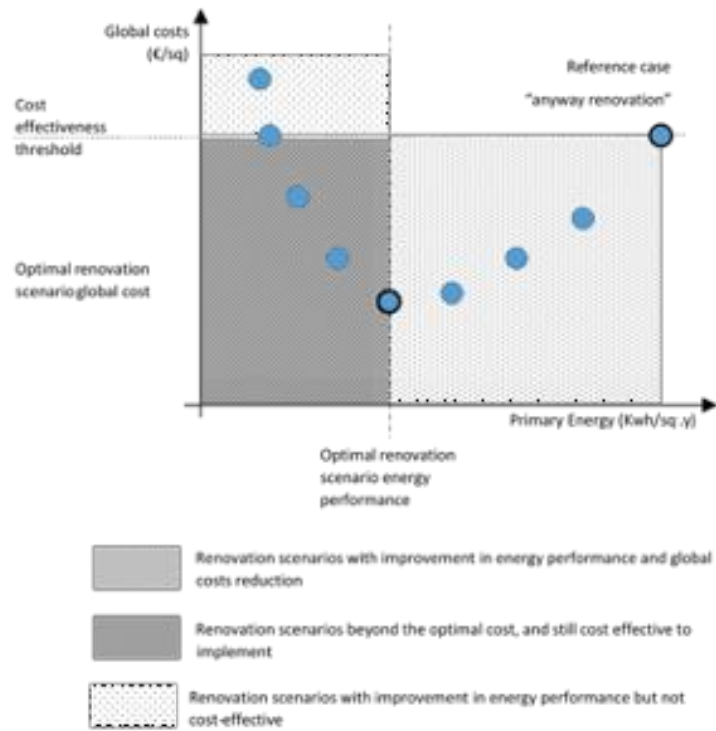 Global costs
(€/sq)
Reference case
"anyway renovation"
Cost
effectiveness
threshold
Optimal renovation
scenario global cost
Primary Energy (Kwh/sq .y)
Optimal renovation
scenario energy
performance
Renovation scenarios with improvement in energy performance and global
costs reduction
Renovation scenarios beyond the optimal cost, and still cost effective to
implement
Renovation scenarios with improvement in energy performance but not
cost-effective